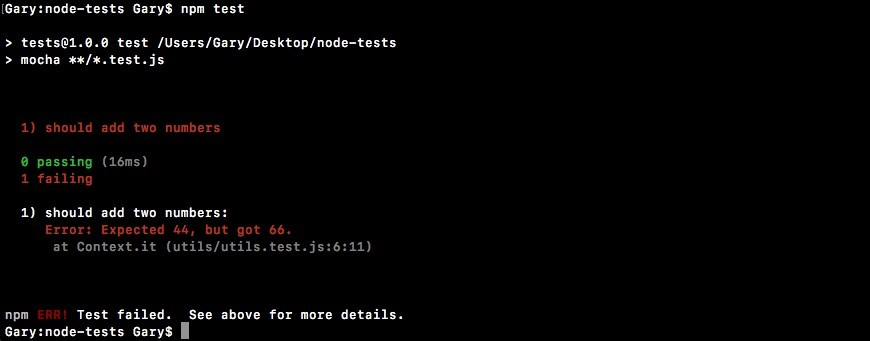 Gary:node-tests Gary$ npm test
> tests@1.0.0 test /Users/Gary/Desktop/node-tests
> mocha **/*.test.js
1) should add two numbers
0 passing (16ms)
1 failing
1) should add two numbers:
Error: Expected 44, but got 66.
at Context.it (utils/utils.test.js:6:11)
npm ERR! Test failed.  See above for more details.
Gary:node-tests Gary$